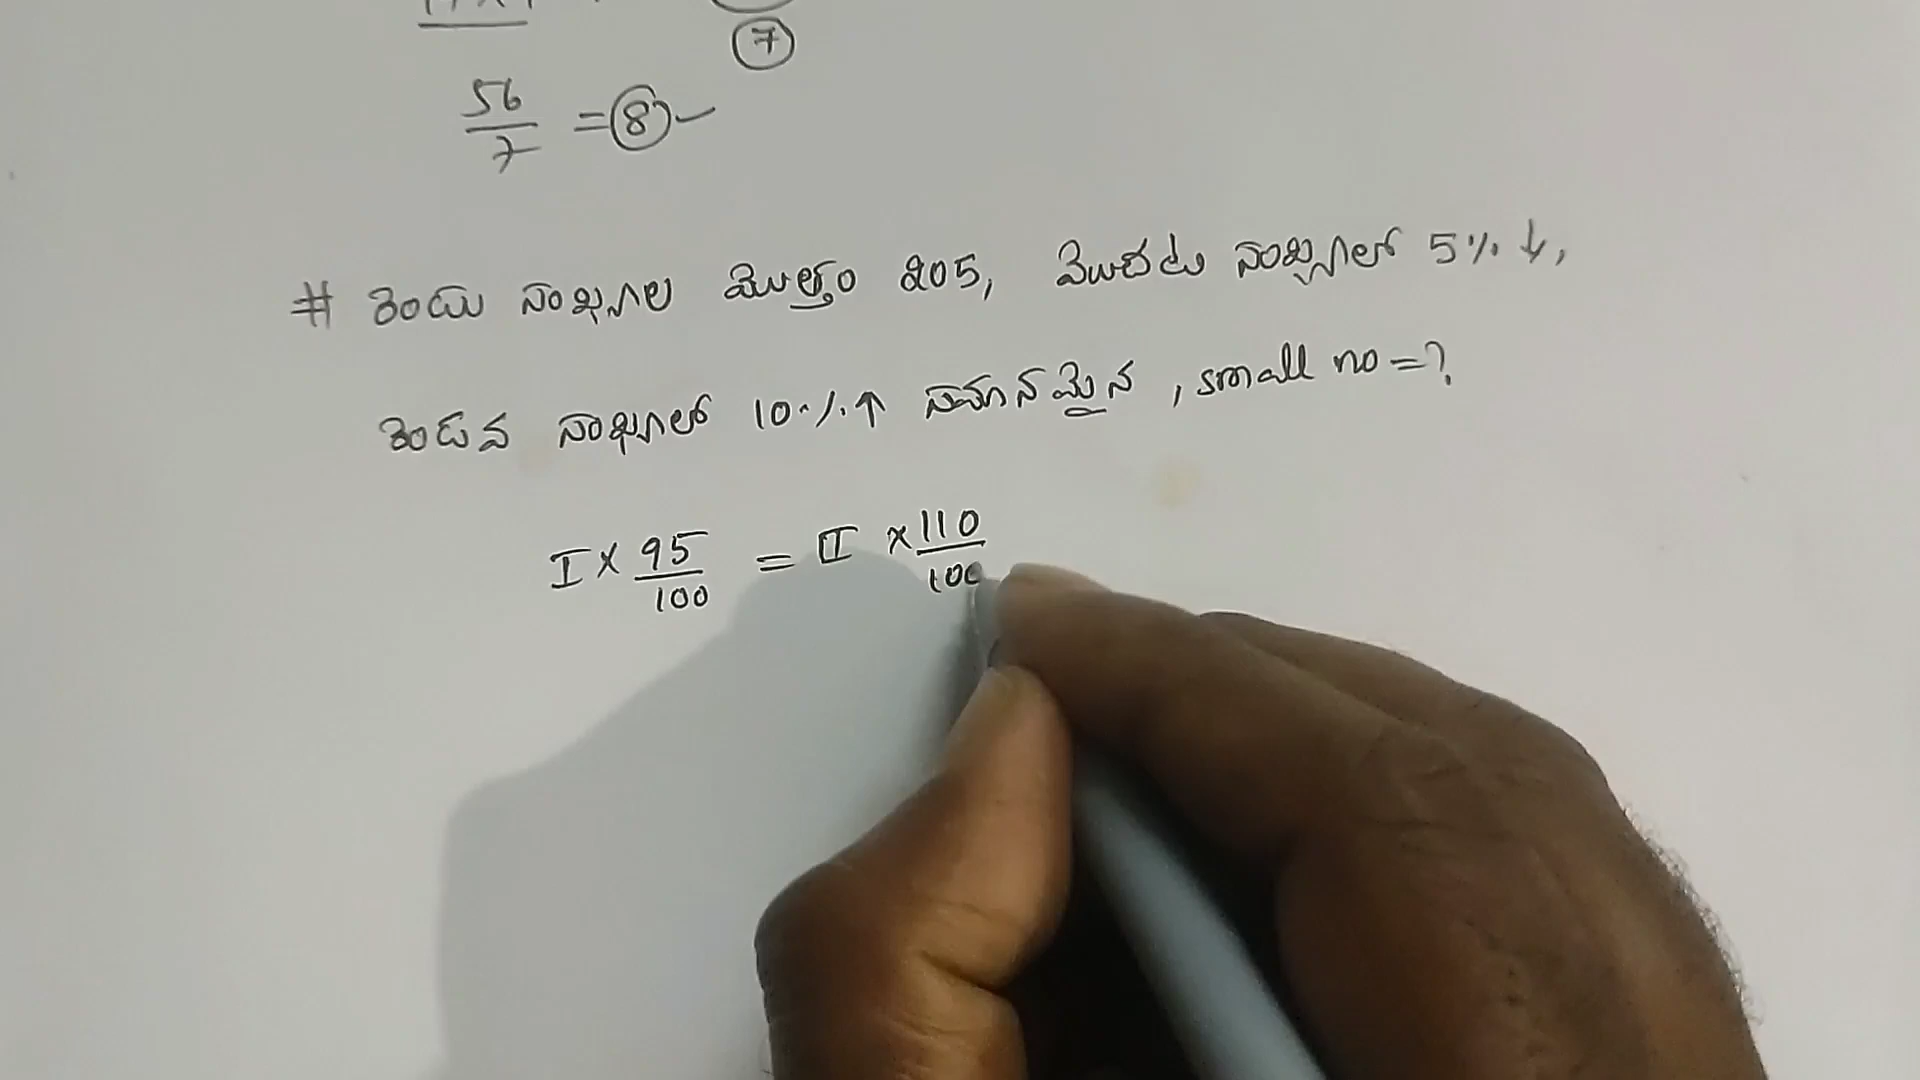 7
56/7 = 8
# రెండు సంఖ్యల మొత్తం 205, మొదటి సంఖ్యలో 5% ↓,
రెండవ సంఖ్యలో 10% ↑ సమానమైన, small no = ?
I × 95/100 = II × 110/100